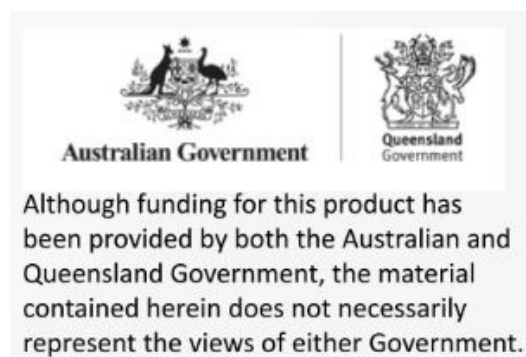 Australian Government
Queensland
Government
Although funding for this product has
been provided by both the Australian and
Queensland Government, the material
contained herein does not necessarily
represent the views of either Government.